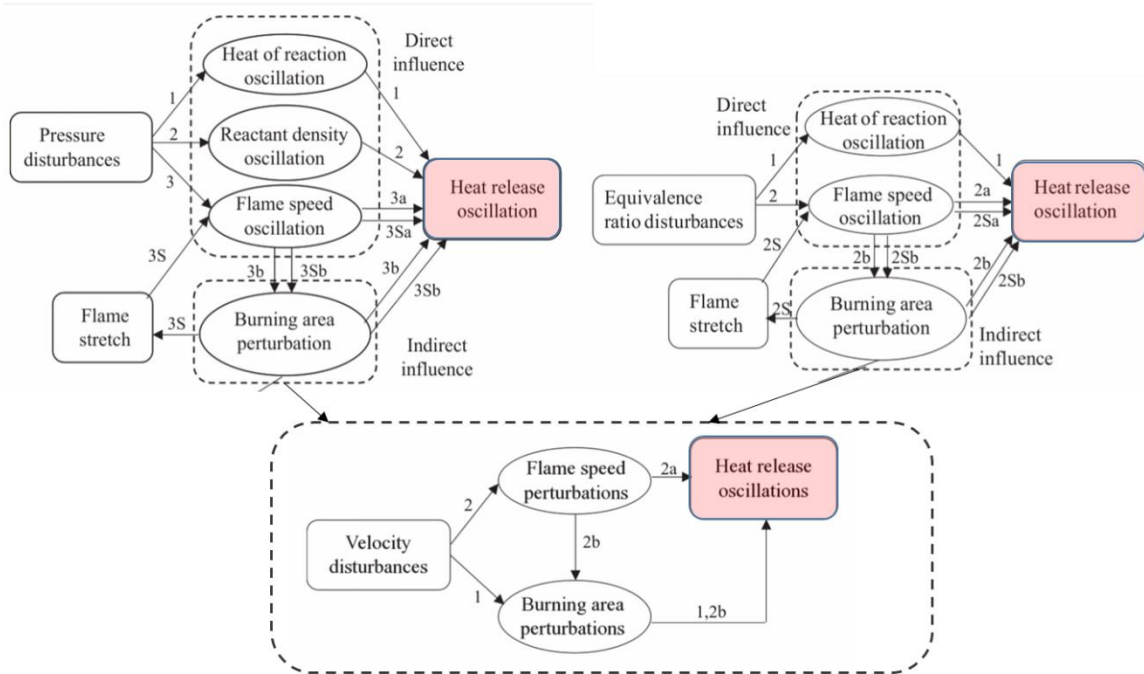 Heat of reaction
oscillation
Direct
influence
1
1
Pressure
disturbances
2
Reactant density
oscillation
2
3
Heat release
oscillation
Flame speed
oscillation
3a
3Sa
3S
3b
3Sb
3b
3Sb
Flame
stretch
3S
Burning area
perturbation
Indirect
influence
Direct
influence
Heat of reaction
oscillation
1
1
Equivalence
ratio disturbances
2
Flame speed
oscillation
2a
2Sa
Heat release
oscillation
2S
2b
2Sb
2b
2Sb
Flame
stretch
2S
Burning area
perturbation
Indirect
influence
Flame speed
perturbations
2a
Heat release
oscillations
2
Velocity
disturbances
2b
1
Burning area
perturbations
1,2b